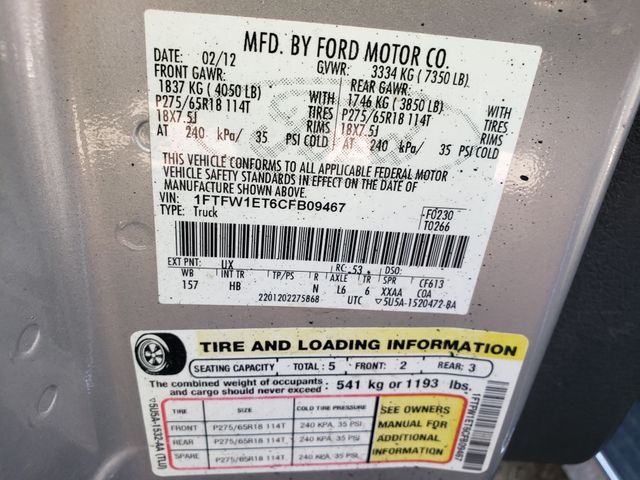 MFD. BY FORD MOTOR CO.
DATE: 02/12 GVWR: 3334 KG ( 7350 LB)
FRONT GAWR: REAR GAWR:
1837 KG ( 4050 LB) WITH 1746 KG ( 3850 LB) WITH
P275/65R18 114T TIRES P275/65R18 114T TIRES
18X7.5J RIMS 18X7.5J RIMS
AT 240 kPa/ 35 PSI COLD AT 240 kPa/ 35 PSI COLD
THIS VEHICLE CONFORMS TO ALL APPLICABLE FEDERAL MOTOR
VEHICLE SAFETY STANDARDS IN EFFECT ON THE DATE OF
MANUFACTURE SHOWN ABOVE.
VIN: 1FTFW1ET6CFB09467
TYPE: Truck
F0230
T0266
EXT PNT: UX RC: 53 DSO:
WB INT TR TP/PS R AXLE TR SPR CF613
157 HB N L6 6 XXAA COA
2201202275868 UTC ▽5U5A-1520472-BA
TIRE AND LOADING INFORMATION
SEATING CAPACITY TOTAL: 5 FRONT: 2 REAR: 3
The combined weight of occupants
and cargo should never exceed: 541 kg or 1193 lbs.
TIRE SIZE COLD TIRE PRESSURE
FRONT P275/65R18 114T 240 KPA, 35 PSI
REAR P275/65R18 114T 240 KPA, 35 PSI
SPARE P275/65R18 114T 240 KPA, 35 PSI
SEE OWNERS
MANUAL FOR
ADDITIONAL
INFORMATION
▽5U5A-1532-AA (TLU)
1FTFW1ET6CFB09467